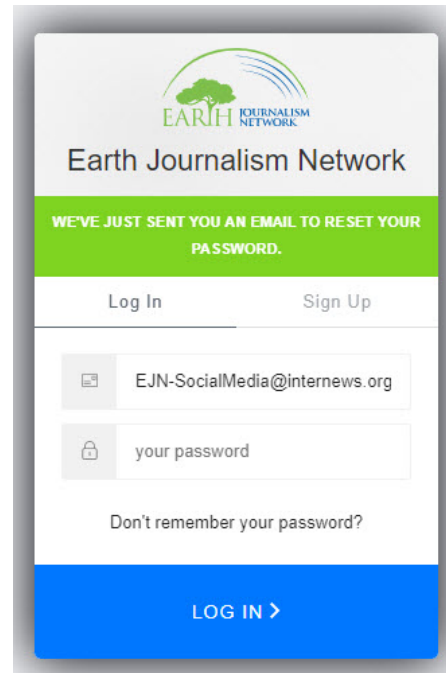 EARTH JOURNALISM
NETWORK
Earth Journalism Network
WE'VE JUST SENT YOU AN EMAIL TO RESET YOUR
PASSWORD.
Log In Sign Up
EJN-SocialMedia@internews.org
your password
Don't remember your password?
LOG IN >